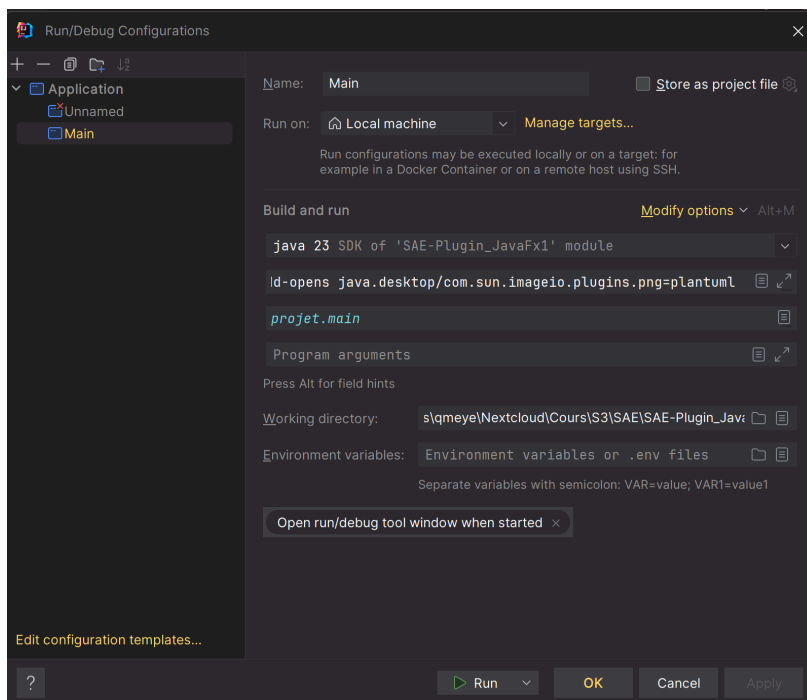 Run/Debug Configurations
Application
Unnamed
Main
Edit configuration templates...
Name: Main Store as project file
Run on: Local machine Manage targets...
Run configurations may be executed locally or on a target: for
example in a Docker Container or on a remote host using SSH.
Build and run Modify options Alt+M
java 23 SDK of 'SAE-Plugin_JavaFx1' module
dd-opens java.desktop/com.sun.imageio.plugins.png=plantuml
projet.main
Program arguments
Press Alt for field hints
Working directory: s\qmeye\Nextcloud\Cours\S3\SAE\SAE-Plugin_Java
Environment variables: Environment variables or .env files
Separate variables with semicolon: VAR=value; VAR1=value1
Open run/debug tool window when started
? Run OK Cancel Apply